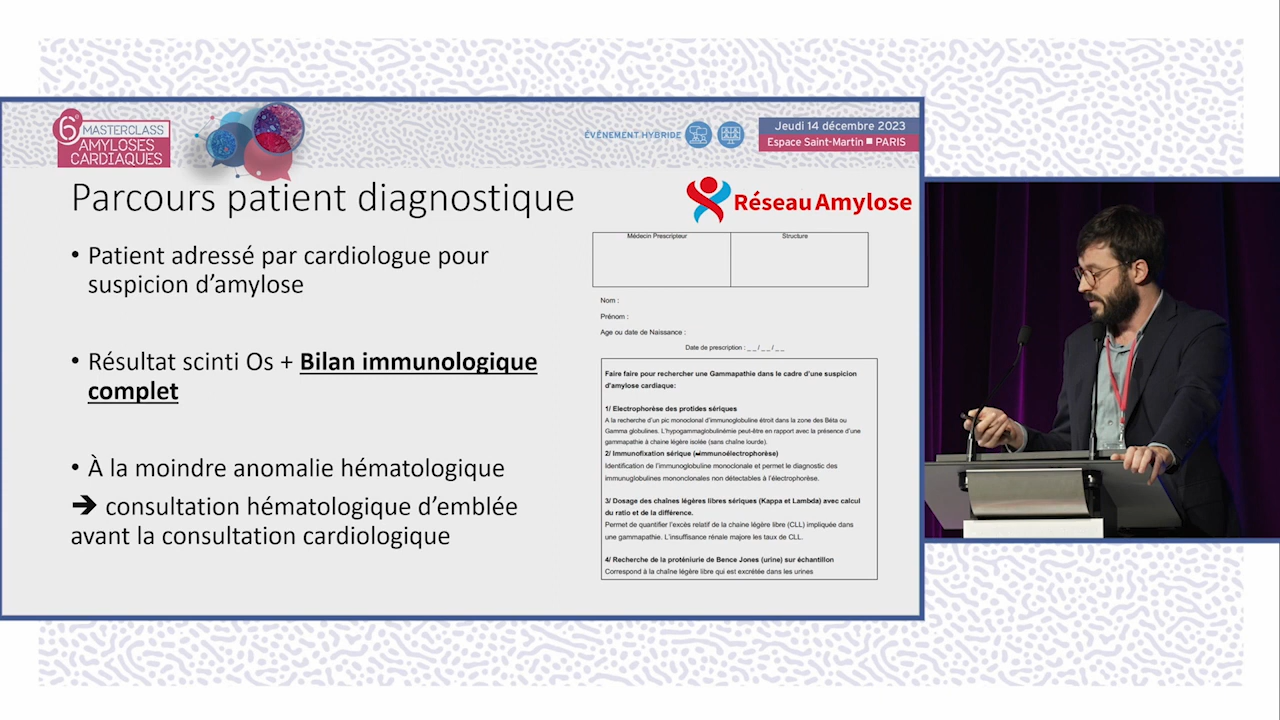 6e MASTERCLASS
AMYLOSES
CARDIAQUES
ÉVÉNEMENT HYBRIDE
Jeudi 14 décembre 2023
Espace Saint-Martin ■ PARIS
Parcours patient diagnostique
Réseau Amylose
• Patient adressé par cardiologue pour
suspicion d’amylose
• Résultat scinti Os + Bilan immunologique
complet
• À la moindre anomalie hématologique
➔ consultation hématologique d’emblée
avant la consultation cardiologique
Médecin Prescripteur
Structure
Nom :
Prénom :
Age ou date de Naissance :
Date de prescription : _ _ / _ _ / _ _
Faire faire pour rechercher une Gammapathie dans le cadre d’une suspicion
d’amylose cardiaque:
1/ Electrophorèse des protides sériques
A la recherche d’un pic monoclonal d’immunoglobuline étroit dans la zone des Béta ou
Gamma globulines. L’hypogammaglobulinémie peut-être en rapport avec la présence d’une
gammapathie à chaine légère isolée (sans chaîne lourde).
2/ Immunofixation sérique (≠immunoélectrophorèse)
Identification de l’immunoglobuline monoclonale et permet le diagnostic des
immunoglobulines mononclonales non détectables à l’électrophorèse.
3/ Dosage des chaînes légères libres sériques (Kappa et Lambda) avec calcul
du ratio et de la différence.
Permet de quantifier l’excés relatif de la chaine légère libre (CLL) impliquée dans
une gammapathie. L’insuffisance rénale majore les taux de CLL.
4/ Recherche de la proténiurie de Bence Jones (urine) sur échantillon
Correspond à la chaîne légère libre qui est excrétée dans les urines